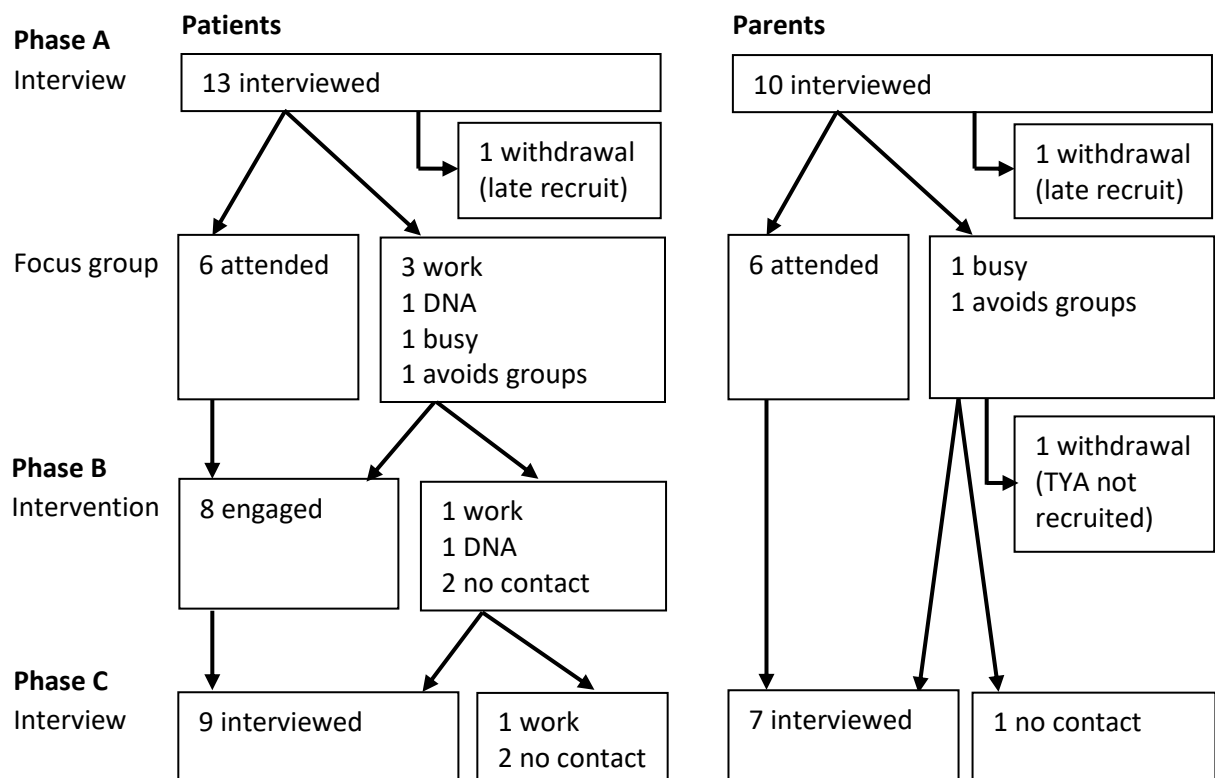 Patients
Parents
Phase A
Interview
13 interviewed
10 interviewed
1 withdrawal
(late recruit)
1 withdrawal
(late recruit)
Focus group
6 attended
3 work
1 DNA
1 busy
1 avoids groups
6 attended
1 busy
1 avoids groups
1 withdrawal
(TYA not
recruited)
Phase B
Intervention
8 engaged
1 work
1 DNA
2 no contact
Phase C
Interview
9 interviewed
1 work
2 no contact
7 interviewed
1 no contact